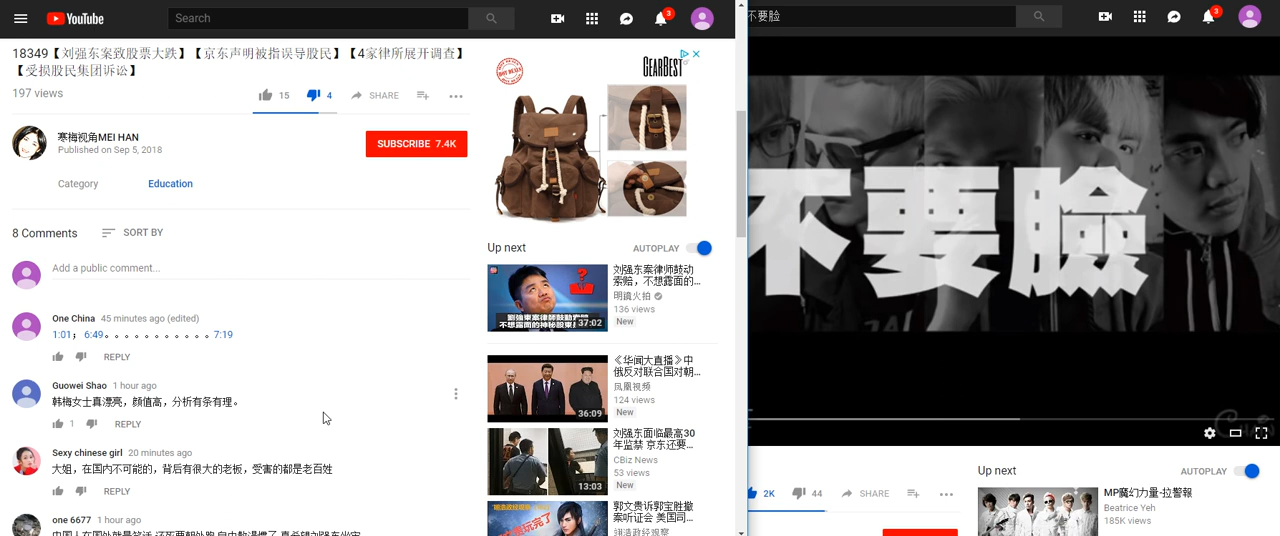 YouTube
Search
3
18349【刘强东案致股票大跌】【京东声明被指误导股民】【4家律所展开调查】
【受损股民集团诉讼】
197 views
15
4
SHARE
寒梅视角MEI HAN
Published on Sep 5, 2018
SUBSCRIBE 7.4K
Category
Education
8 Comments
SORT BY
Add a public comment...
One China 45 minutes ago (edited)
1:01； 6:49。。。。。。。。。。。7:19
REPLY
Guowei Shao 1 hour ago
韩梅女士真漂亮，颜值高，分析有条有理。
1
REPLY
Sexy chinese girl 20 minutes ago
大姐，在国内不可能的，背后有很大的老板，受害的都是老百姓
REPLY
one 6677 1 hour ago
GEARBEST
Up next
AUTOPLAY
37:02
刘强东案律师鼓动
索赔，不想露面的...
明鏡火拍
136 views
New
36:09
《华闻大直播》中
俄反对联合国对朝...
凤凰视频
124 views
New
13:03
刘强东面临最高30
年监禁 京东还要...
CBiz News
53 views
New
郭文贵诉郭宝胜撤
案听证会 美国同...
不要脸
3
不要臉
2K
44
SHARE
Up next
AUTOPLAY
MP魔幻力量-拉警報
Beatrice Yeh
185K views